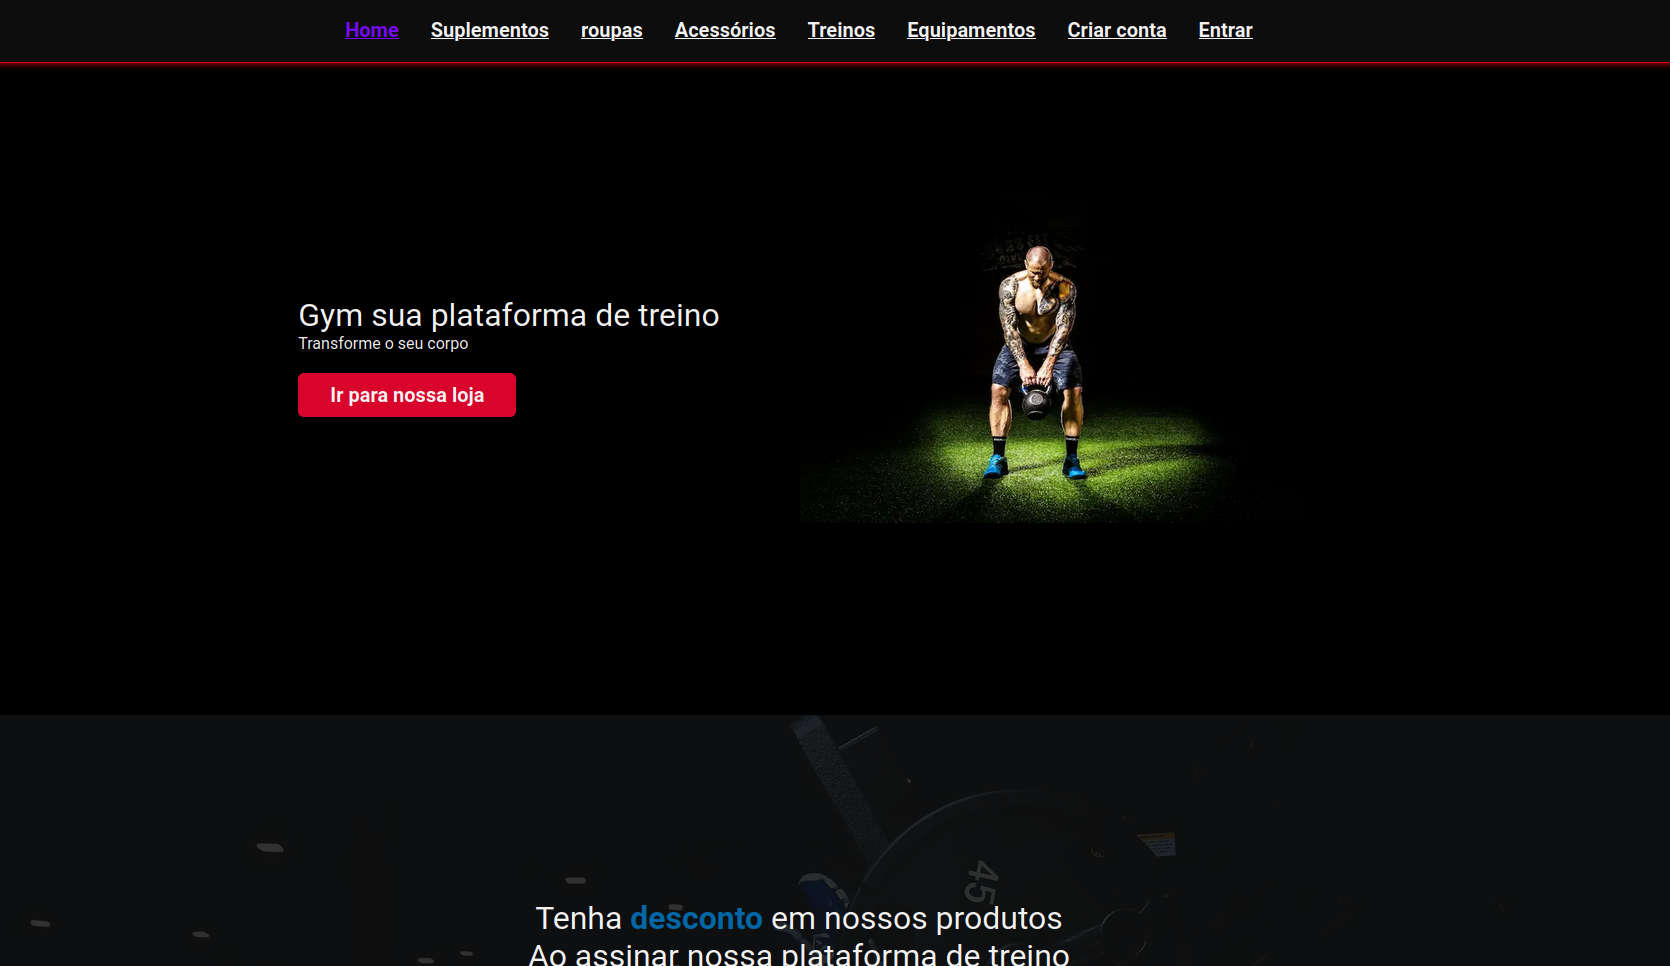 Home Suplementos roupas Acessórios Treinos Equipamentos Criar conta Entrar
Gym sua plataforma de treino
Transforme o seu corpo
Ir para nossa loja
45
Tenha desconto em nossos produtos
Ao assinar nossa plataforma de treino